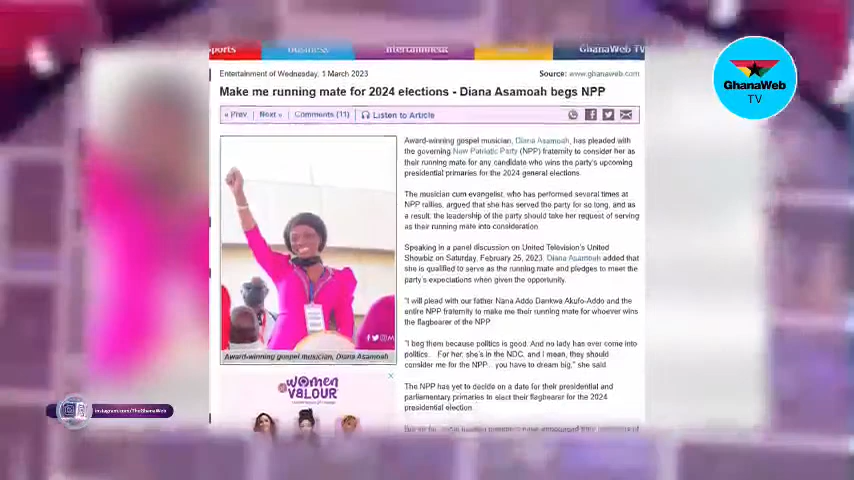 ports
Business
Entertainment
GhanaWeb TV
GhanaWeb
TV
Entertainment of Wednesday, 1 March 2023
Source: www.ghanaweb.com
Make me running mate for 2024 elections - Diana Asamoah begs NPP
« Prev
Next »
Comments (11)
Listen to Article
Award-winning gospel musician, Diana Asamoah, has pleaded with
the governing New Patriotic Party (NPP) fraternity to consider her as
their running mate for any candidate who wins the party's upcoming
presidential primaries for the 2024 general elections.
The musician cum evangelist, who has performed several times at
NPP rallies, argued that she has served the party for so long, and as
a result, the leadership of the party should take her request of serving
as their running mate into consideration.
Speaking in a panel discussion on United Television's United
Showbiz on Saturday, February 25, 2023, Diana Asamoah added that
she is qualified to serve as the running mate and pledges to meet the
party's expectations when given the opportunity.
"I will plead with our father Nana Addo Dankwa Akufo-Addo and the
entire NPP fraternity to make me their running mate for whoever wins
the flagbearer of the NPP
"I beg them because politics is good. And no lady has ever come into
politics... For her, she's in the NDC, and I mean, they should
consider me for the NPP... you have to dream big," she said
The NPP has yet to decide on a date for their presidential and
parliamentary primaries to elect their flagbearer for the 2024
presidential election.
Award-winning gospel musician, Diana Asamoah
WOMEN
of VALOUR
instagram.com/TheGhanaWeb